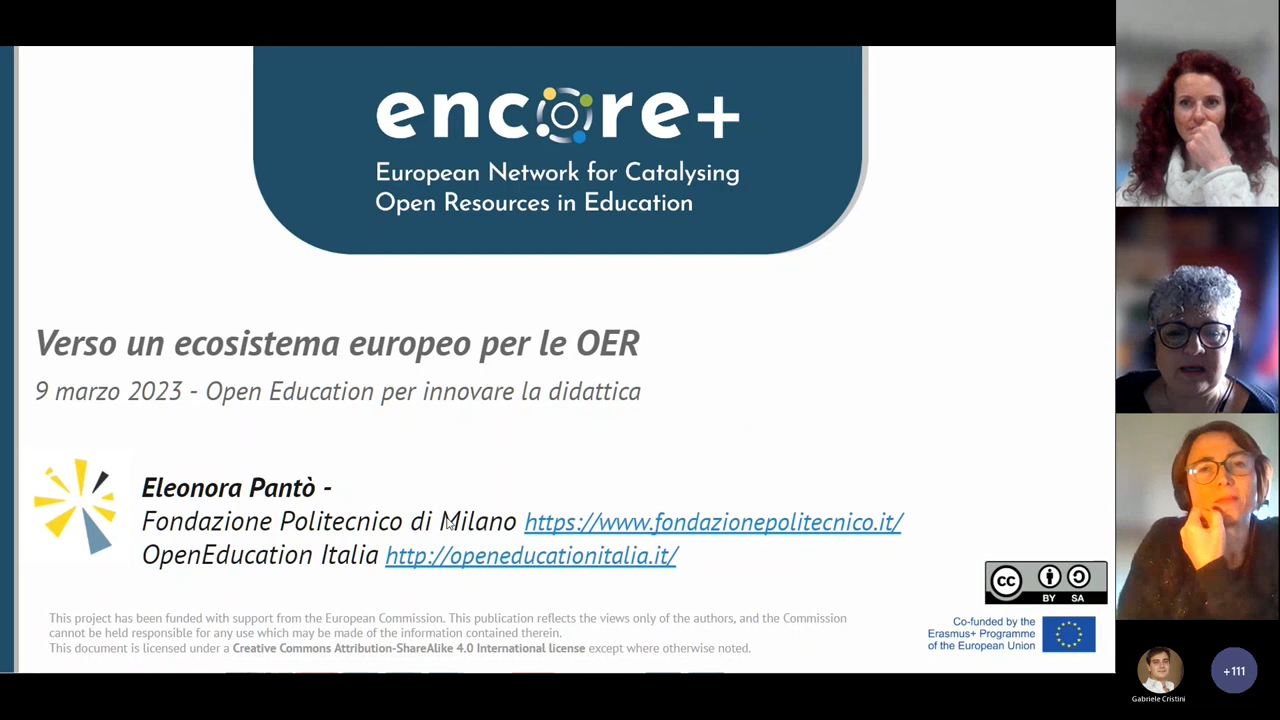 encore+
European Network for Catalysing
Open Resources in Education
Verso un ecosistema europeo per le OER
9 marzo 2023 - Open Education per innovare la didattica
Eleonora Pantò -
Fondazione Politecnico di Milano https://www.fondazionepolitecnico.it/
OpenEducation Italia http://openeducationitalia.it/
cc BY SA
This project has been funded with support from the European Commission. This publication reflects the views only of the authors, and the Commission
cannot be held responsible for any use which may be made of the information contained therein.
This document is licensed under a Creative Commons Attribution-ShareAlike 4.0 International license except where otherwise noted.
Co-funded by the
Erasmus+ Programme
of the European Union
Gabriele Cristini
+111